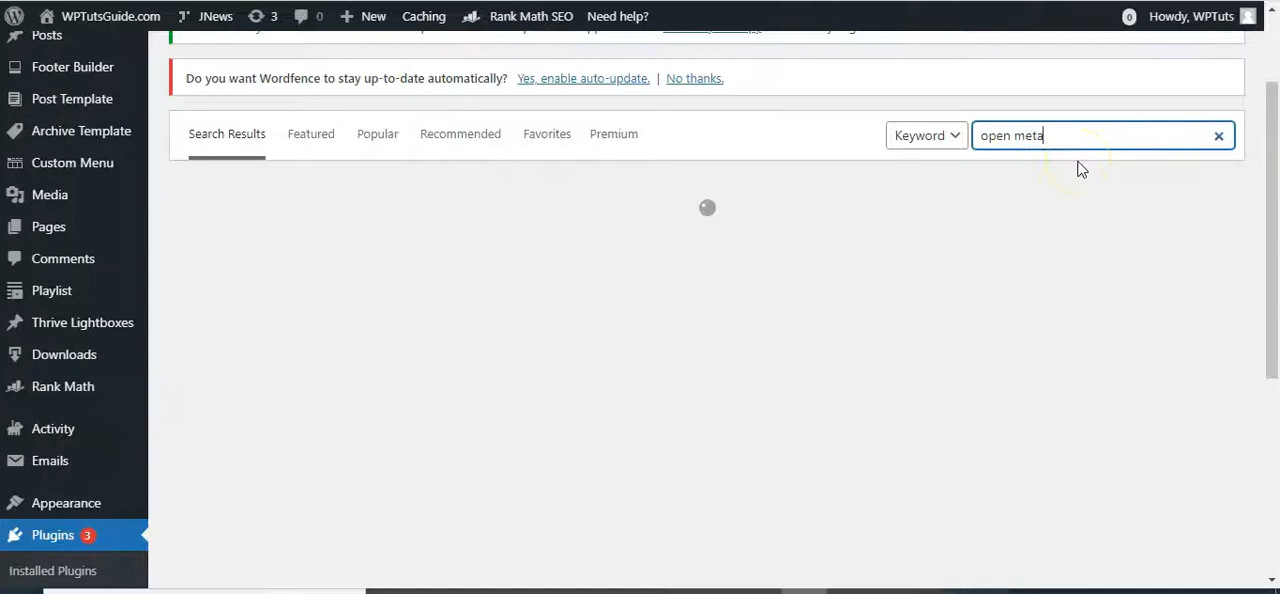 WPTutsGuide.com JNews 3 0 New Caching Rank Math SEO Need help? 0 Howdy, WPTuts
Posts
Footer Builder
Post Template
Archive Template
Custom Menu
Media
Pages
Comments
Playlist
Thrive Lightboxes
Downloads
Rank Math
Activity
Emails
Appearance
Plugins 3
Installed Plugins
Do you want Wordfence to stay up-to-date automatically? Yes, enable auto-update. | No thanks.
Search Results Featured Popular Recommended Favorites Premium Keyword open meta